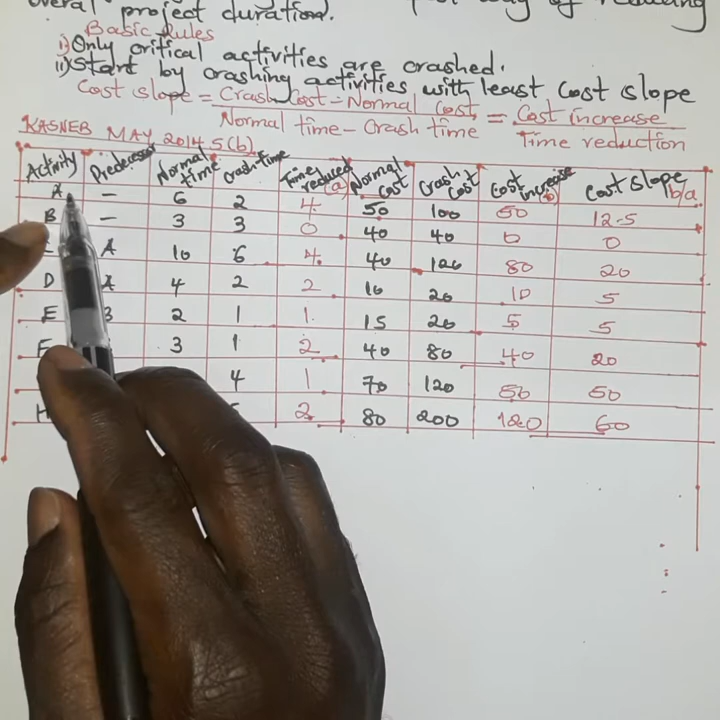 overal project duration. way of reducing
Basic Rules
i) Only critical activities are crashed.
ii) Start by crashing activities with least cost slope
Cost slope = Crash Cost - Normal Cost / Normal time - Crash time = Cost increase / Time reduction
KASNEB MAY 2014 5(b)
Activity Predecessor Normal time Crash time Time reduced (a) Normal cost Crash cost Cost increase (b) Cost slope b/a
A - 6 2 4 50 100 50 12.5
B - 3 3 0 40 40 0 0
A 10 6 4 40 120 80 20
D A 4 2 2 10 20 10 5
E B 2 1 1 15 20 5 5
F 3 1 2 40 80 40 20
4 1 70 120 50 50
H 2 80 200 120 60